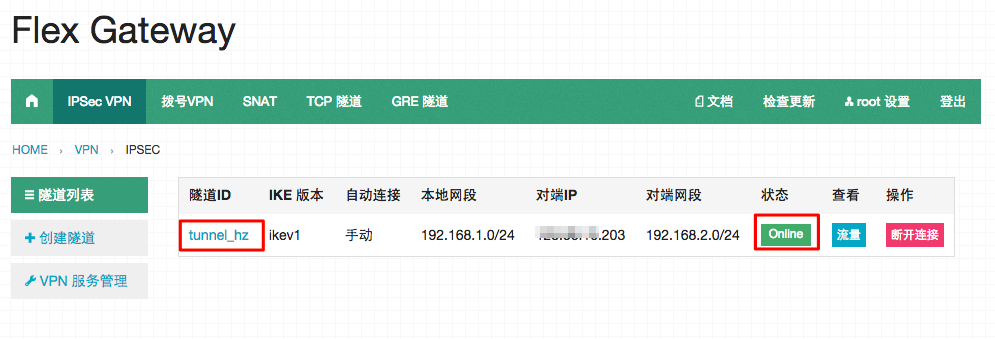 Flex Gateway
IPSec VPN 拨号VPN SNAT TCP 隧道 GRE 隧道 文档 检查更新 root 设置 登出
HOME › VPN › IPSEC
隧道列表
创建隧道
VPN 服务管理
隧道ID IKE 版本 自动连接 本地网段 对端IP 对端网段 状态 查看 操作
tunnel_hz ikev1 手动 192.168.1.0/24 .203 192.168.2.0/24 Online 流量 断开连接